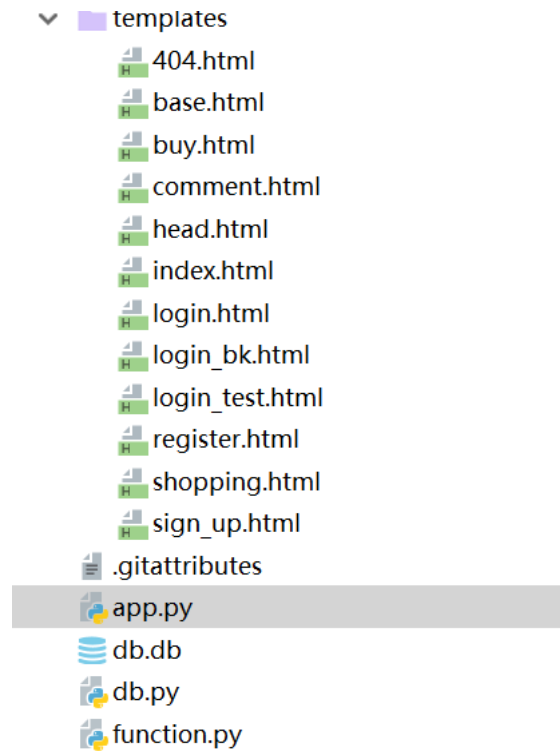 templates
404.html
base.html
buy.html
comment.html
head.html
index.html
login.html
login_bk.html
login_test.html
register.html
shopping.html
sign_up.html
.gitattributes
app.py
db.db
db.py
function.py